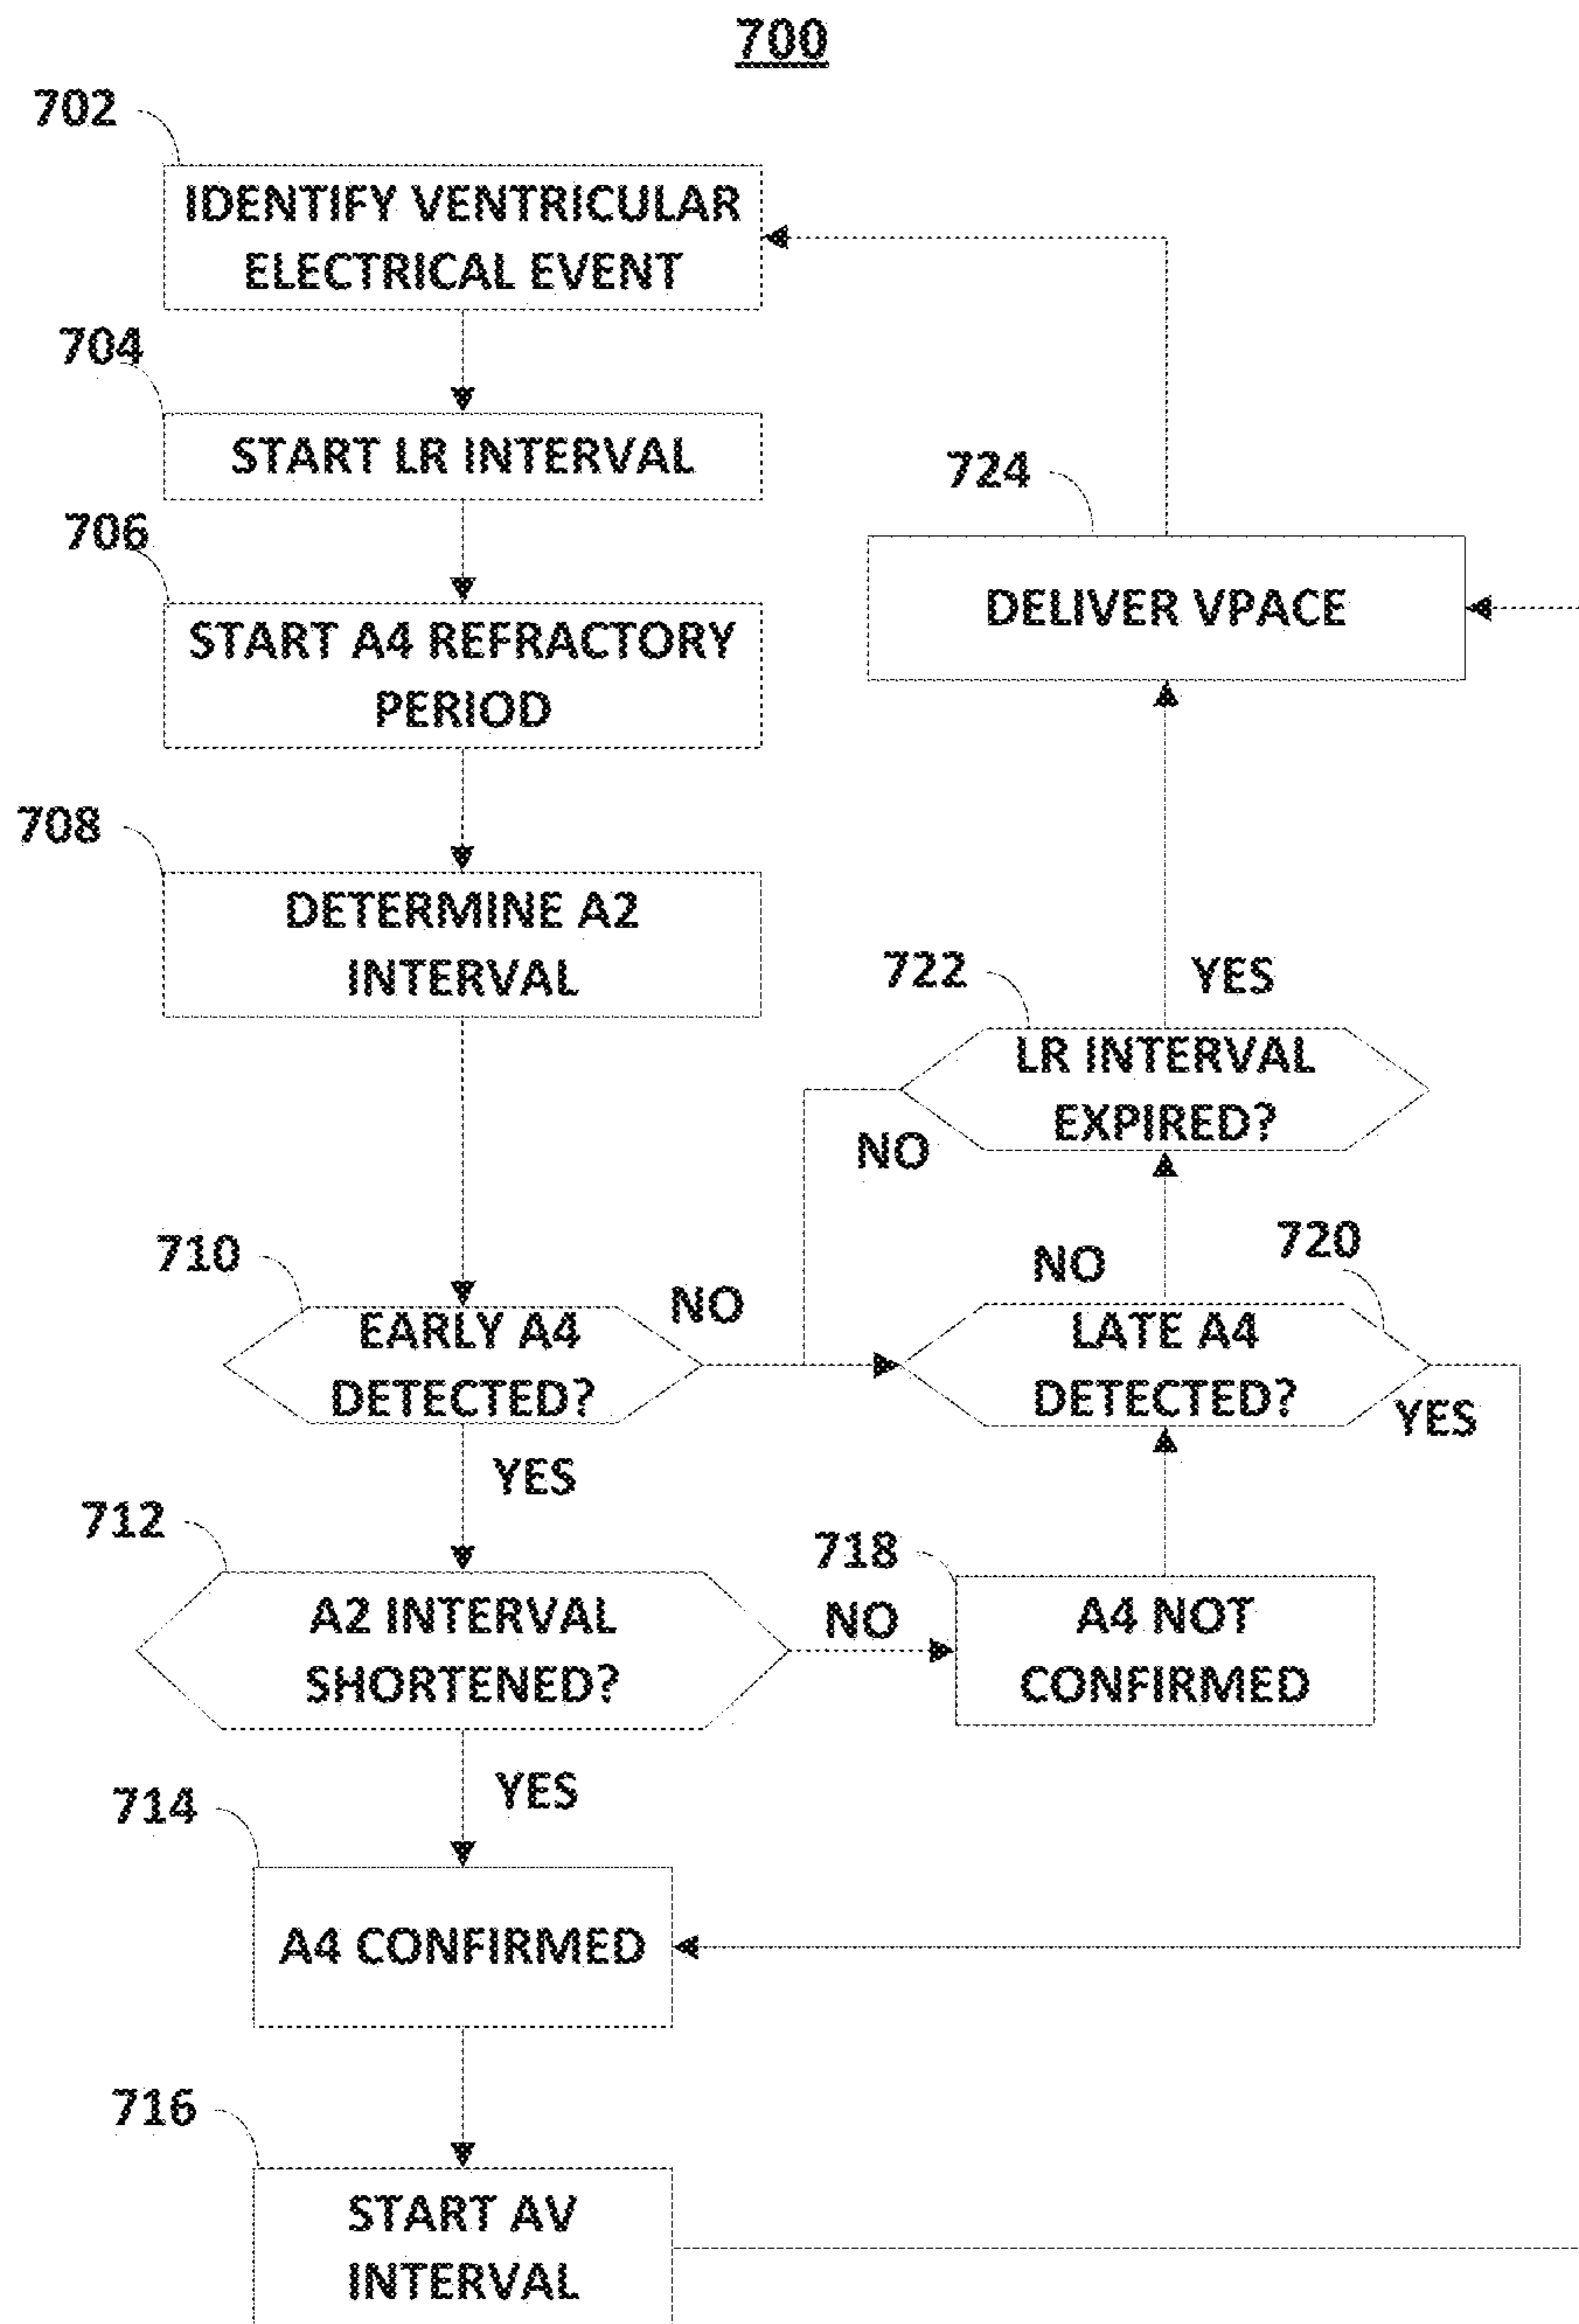 700
702
IDENTIFY VENTRICULAR
ELECTRICAL EVENT
704
START LR INTERVAL
706
START A4 REFRACTORY
PERIOD
724
DELIVER VPACE
708
DETERMINE A2
INTERVAL
722
YES
LR INTERVAL
EXPIRED?
NO
710
EARLY A4
DETECTED?
NO
NO
720
LATE A4
DETECTED?
YES
YES
712
A2 INTERVAL
SHORTENED?
718
NO
A4 NOT
CONFIRMED
YES
714
A4 CONFIRMED
716
START AV
INTERVAL